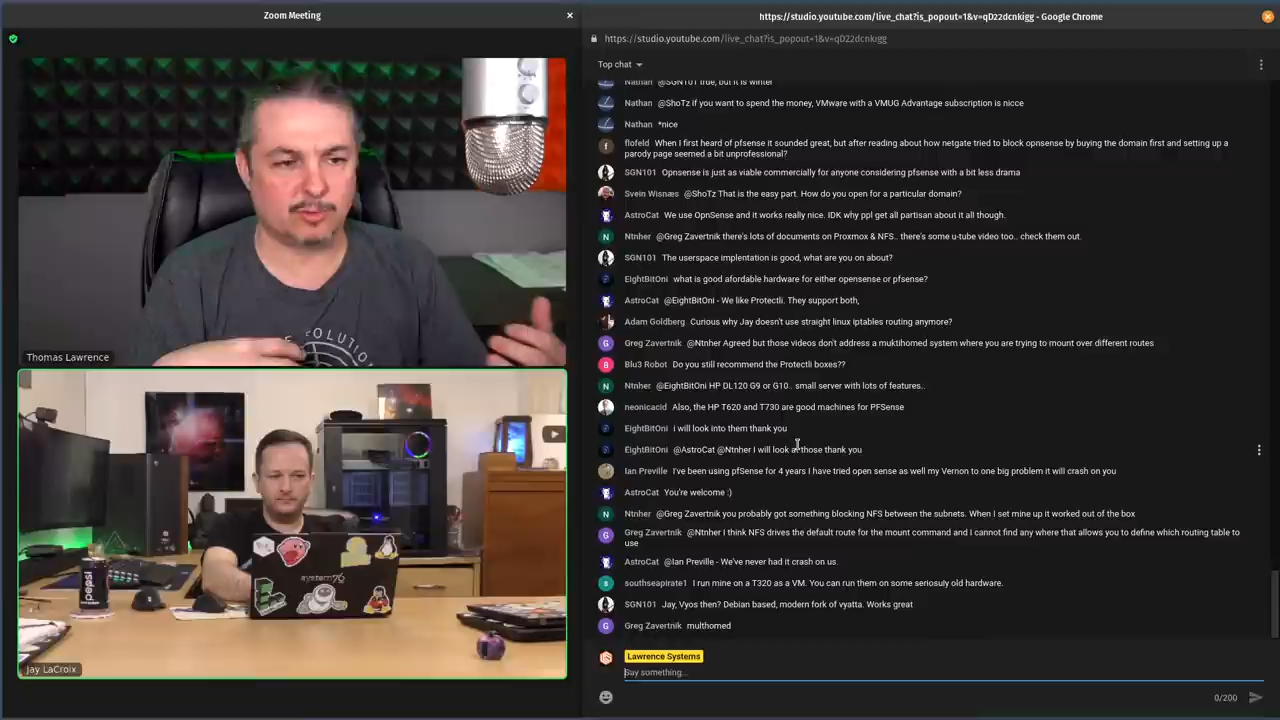 Zoom Meeting
https://studio.youtube.com/live_chat?is_popout=1&v=qD22dcnkigg - Google Chrome
https://studio.youtube.com/live_chat?is_popout=1&v=qD22dcnkigg
Top chat
Nathan @SGN101 true, but it is winter
Nathan @ShoTz if you want to spend the money, VMware with a VMUG Advantage subscription is nicce
Nathan *nice
flofeld When I first heard of pfsense it sounded great, but after reading about how netgate tried to block opnsense by buying the domain first and setting up a
parody page seemed a bit unprofessional?
SGN101 Opnsense is just as viable commercially for anyone considering pfsense with a bit less drama
Svein Wisnæs @ShoTz That is the easy part. How do you open for a particular domain?
AstroCat We use OpnSense and it works really nice. IDK why ppl get all partisan about it all though.
Ntnher @Greg Zavertnik there's lots of documents on Proxmox & NFS.. there's some u-tube video too.. check them out.
SGN101 The userspace implentation is good, what are you on about?
EightBitOni what is good afordable hardware for either opensense or pfsense?
AstroCat @EightBitOni - We like Protectli. They support both,
Adam Goldberg Curious why Jay doesn't use straight linux iptables routing anymore?
Greg Zavertnik @Ntnher Agreed but those videos don't address a muktihomed system where you are trying to mount over different routes
Blu3 Robot Do you still recommend the Protectli boxes??
Ntnher @EightBitOni HP DL120 G9 or G10.. small server with lots of features..
neonicacid Also, the HP T620 and T730 are good machines for PFSense
EightBitOni i will look into them thank you
EightBitOni @AstroCat @Ntnher I will look at those thank you
Ian Preville I've been using pfSense for 4 years I have tried open sense as well my Vernon to one big problem it will crash on you
AstroCat You're welcome :)
Ntnher @Greg Zavertnik you probably got something blocking NFS between the subnets. When I set mine up it worked out of the box
Greg Zavertnik @Ntnher I think NFS drives the default route for the mount command and I cannot find any where that allows you to define which routing table to
use
AstroCat @Ian Preville - We've never had it crash on us.
southseapirate1 I run mine on a T320 as a VM. You can run them on some seriosuly old hardware.
SGN101 Jay, Vyos then? Debian based, modern fork of vyatta. Works great
Greg Zavertnik multhomed
Lawrence Systems
Say something...
0/200
Thomas Lawrence
pepsi
system76
Jay LaCroix